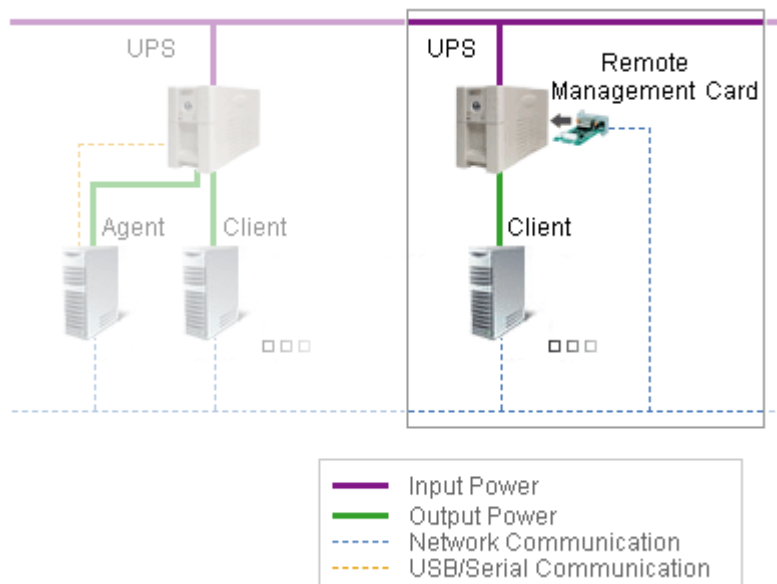 UPS
UPS
Remote
Management Card
Agent
Client
Client
Input Power
Output Power
Network Communication
USB/Serial Communication